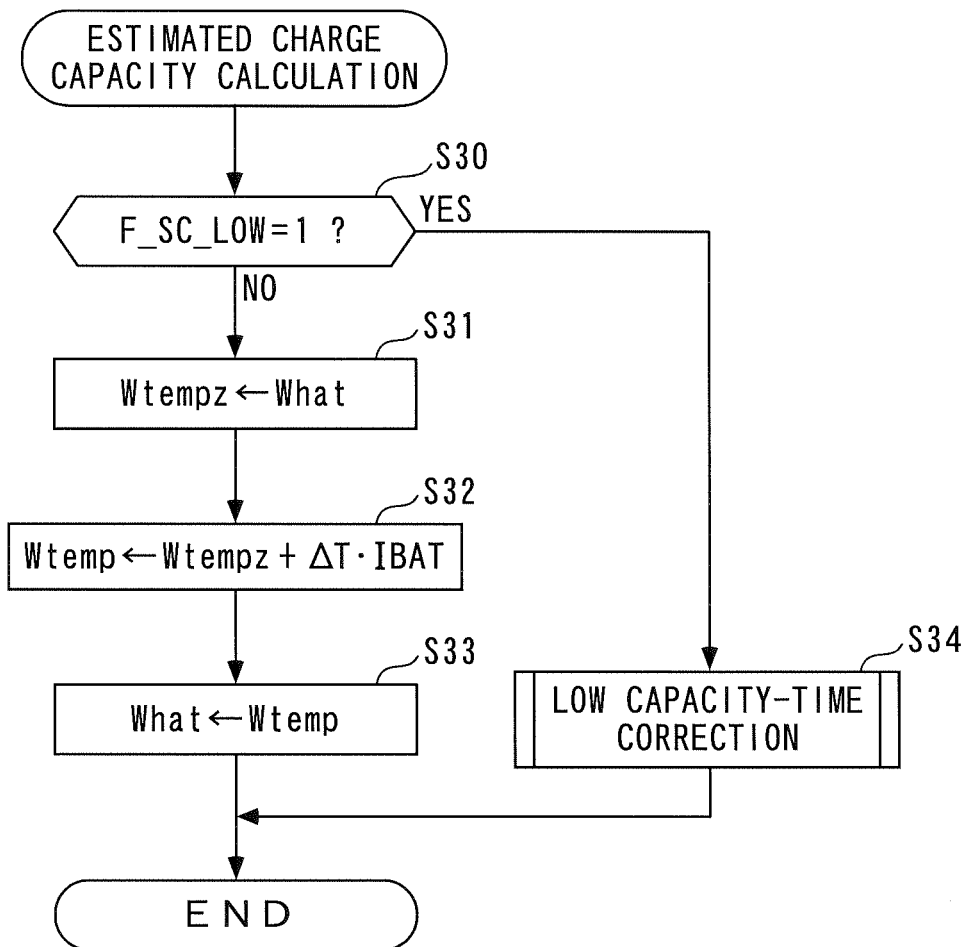 ESTIMATED CHARGE
CAPACITY CALCULATION
S30
F_SC_LOW=1 ?
YES
NO
S31
Wtempz←What
S32
Wtemp←Wtempz+ΔT·IBAT
S33
What←Wtemp
S34
LOW CAPACITY-TIME
CORRECTION
END